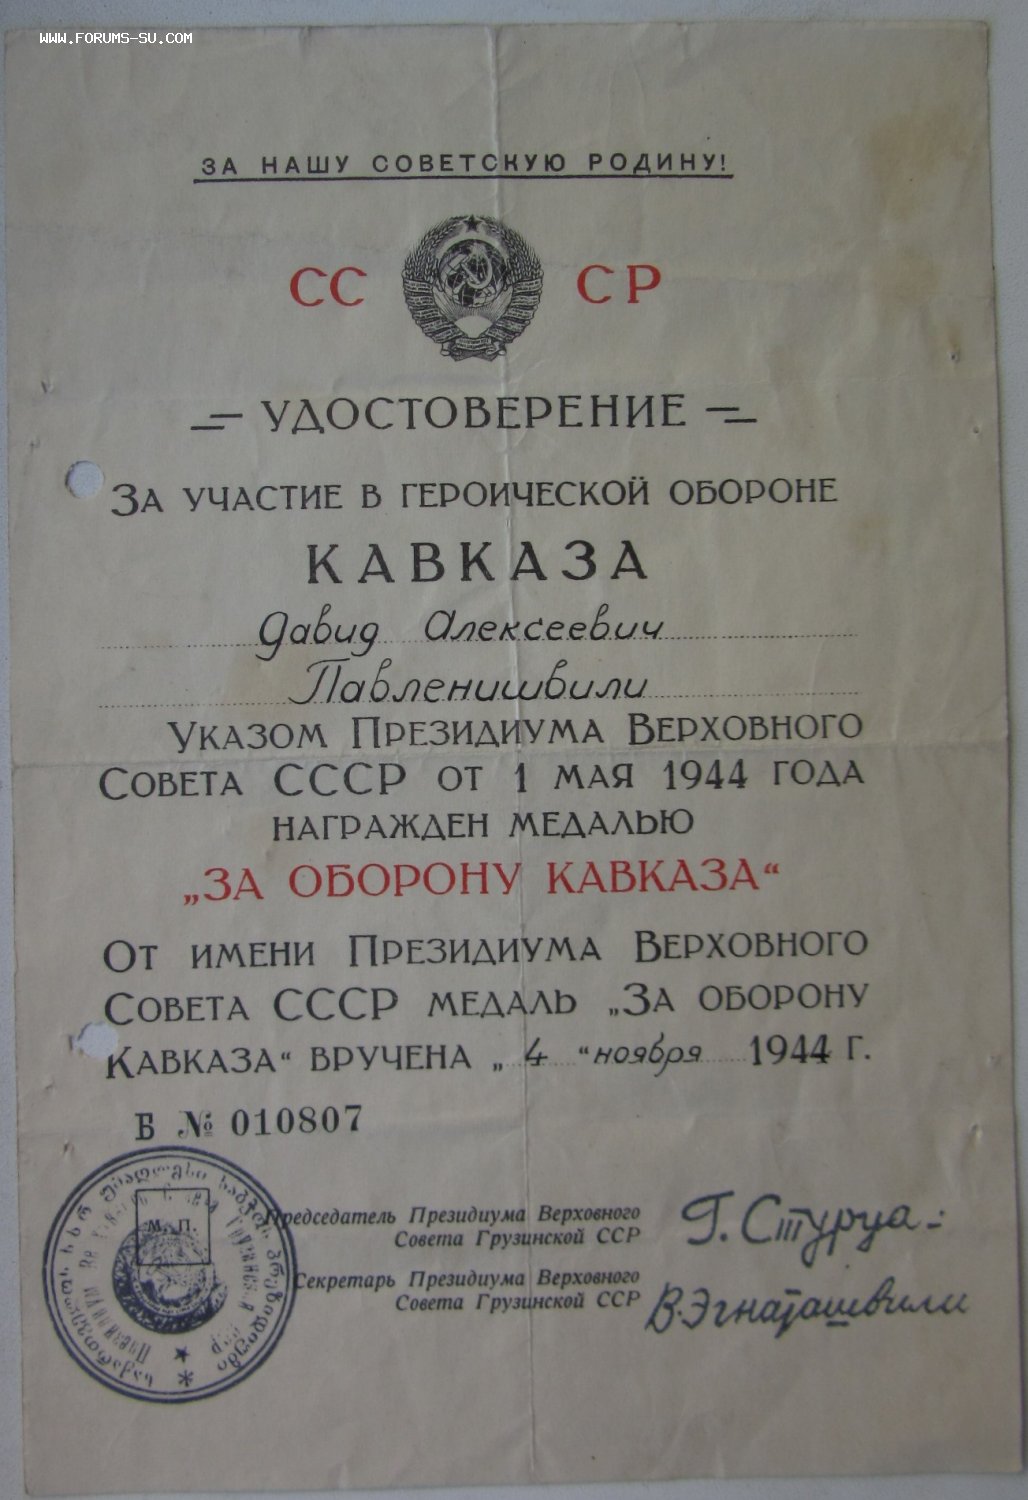 WWW.FORUMS-SU.COM
ЗА НАШУ СОВЕТСКУЮ РОДИНУ!
СС СР
УДОСТОВЕРЕНИЕ
ЗА УЧАСТИЕ В ГЕРОИЧЕСКОЙ ОБОРОНЕ
КАВКАЗА
Давид Алексеевич
Павленишвили
УКАЗОМ ПРЕЗИДИУМА ВЕРХОВНОГО
СОВЕТА СССР ОТ 1 МАЯ 1944 ГОДА
НАГРАЖДЕН МЕДАЛЬЮ
„ЗА ОБОРОНУ КАВКАЗА“
ОТ ИМЕНИ ПРЕЗИДИУМА ВЕРХОВНОГО
СОВЕТА СССР МЕДАЛЬ „ЗА ОБОРОНУ
КАВКАЗА“ ВРУЧЕНА „ 4 “ ноября 1944 Г.
Б № 010807
М. П.
Председатель Президиума Верховного
Совета Грузинской ССР
Г. Стуруа
Секретарь Президиума Верховного
Совета Грузинской ССР
В. Эгнаташвили